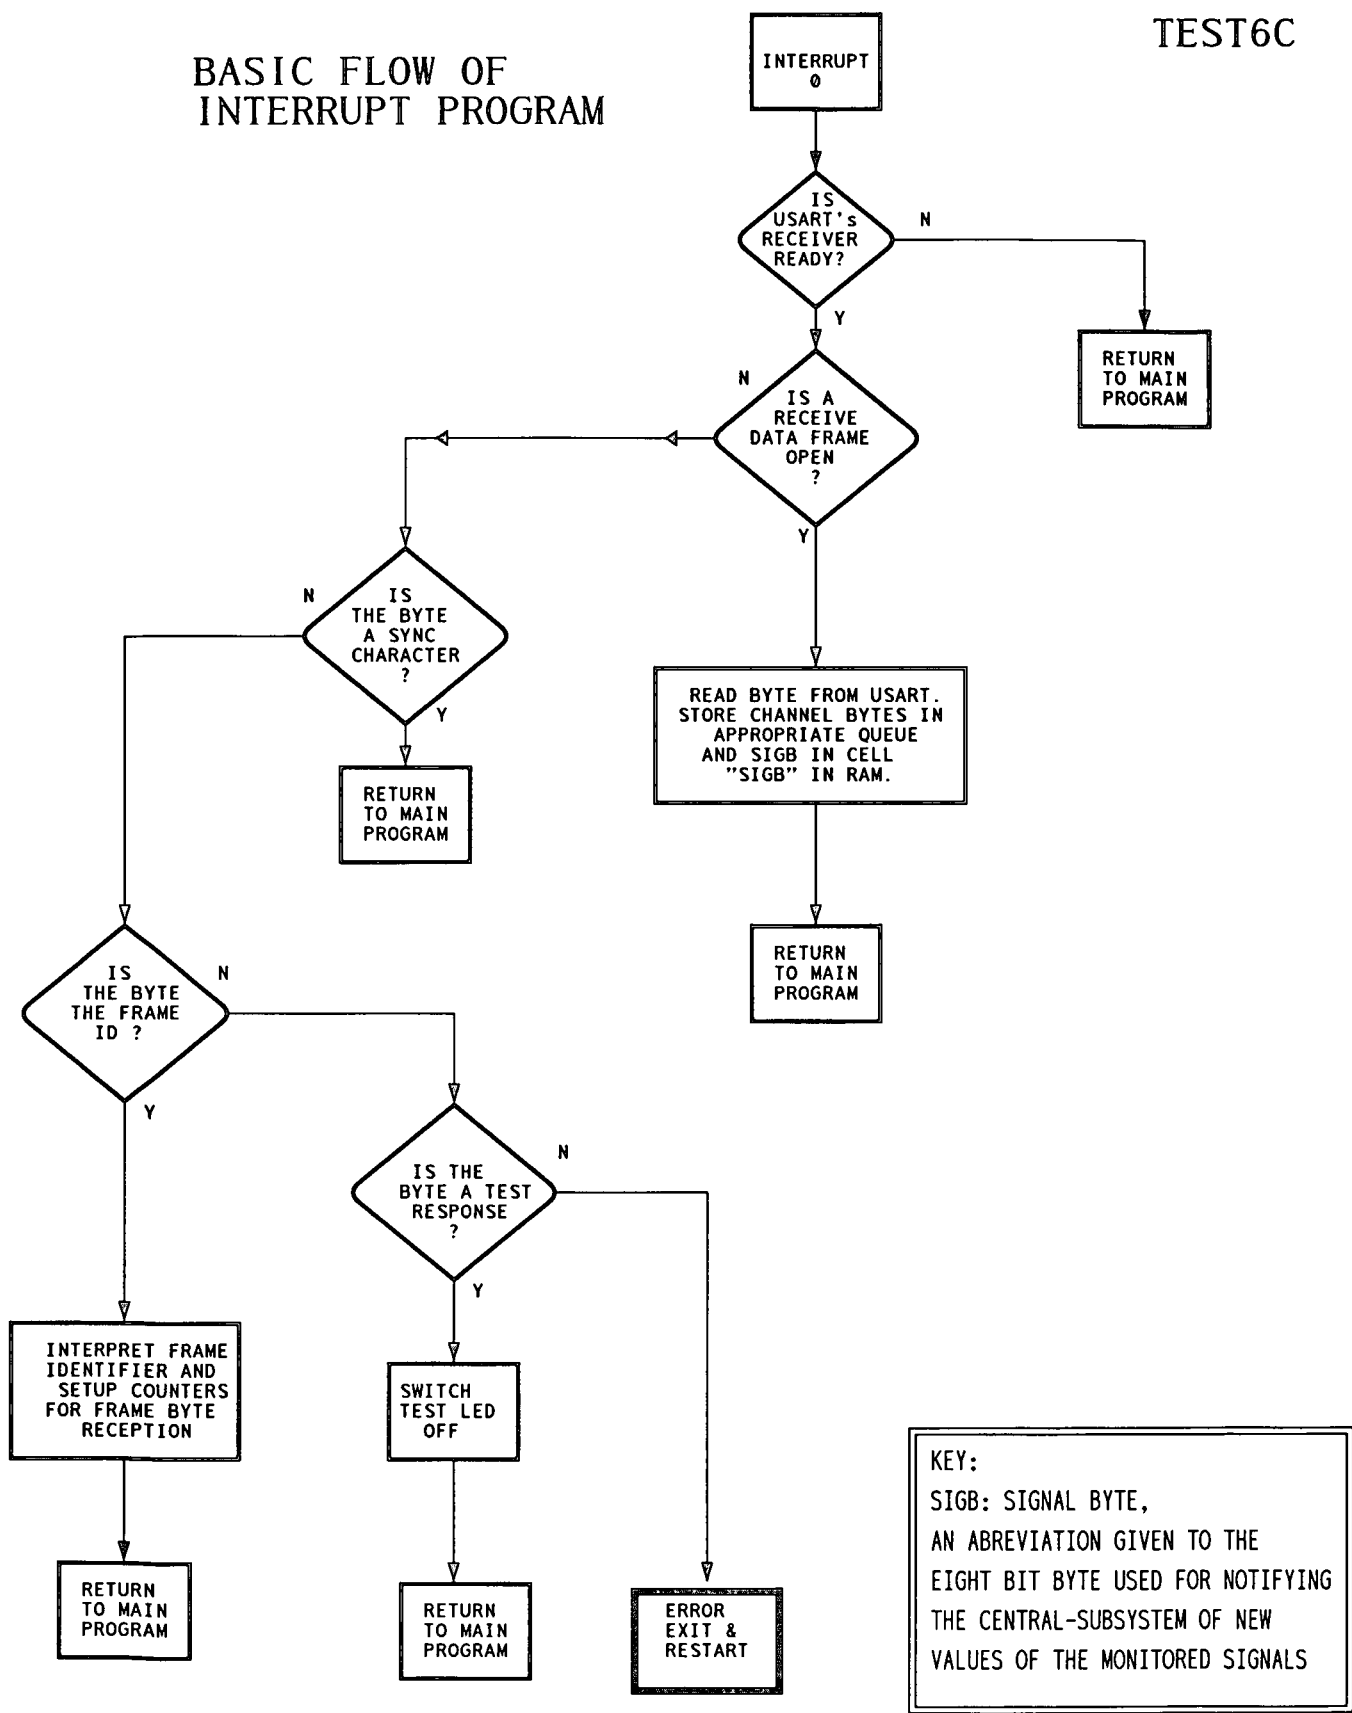 TEST6C
BASIC FLOW OF
INTERRUPT PROGRAM
INTERRUPT
0
IS
USART's
RECEIVER
READY?
N
Y
RETURN
TO MAIN
PROGRAM
N
IS A
RECEIVE
DATA FRAME
OPEN
?
Y
N
IS
THE BYTE
A SYNC
CHARACTER
?
Y
READ BYTE FROM USART.
STORE CHANNEL BYTES IN
APPROPRIATE QUEUE
AND SIGB IN CELL
"SIGB" IN RAM.
RETURN
TO MAIN
PROGRAM
RETURN
TO MAIN
PROGRAM
IS
THE BYTE
THE FRAME
ID ?
N
Y
IS THE
BYTE A TEST
RESPONSE
?
N
Y
INTERPRET FRAME
IDENTIFIER AND
SETUP COUNTERS
FOR FRAME BYTE
RECEPTION
SWITCH
TEST LED
OFF
RETURN
TO MAIN
PROGRAM
RETURN
TO MAIN
PROGRAM
ERROR
EXIT &
RESTART
KEY:
SIGB: SIGNAL BYTE,
AN ABREVIATION GIVEN TO THE
EIGHT BIT BYTE USED FOR NOTIFYING
THE CENTRAL-SUBSYSTEM OF NEW
VALUES OF THE MONITORED SIGNALS